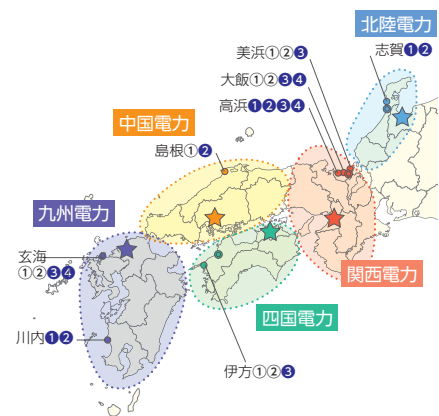 北陸電力
志賀❶❷
美浜①②❸
大飯①②❸❹
高浜❶❷❸❹
中国電力
島根①❷
九州電力
玄海
①②❸❹
関西電力
四国電力
川内❶❷
伊方①②❸